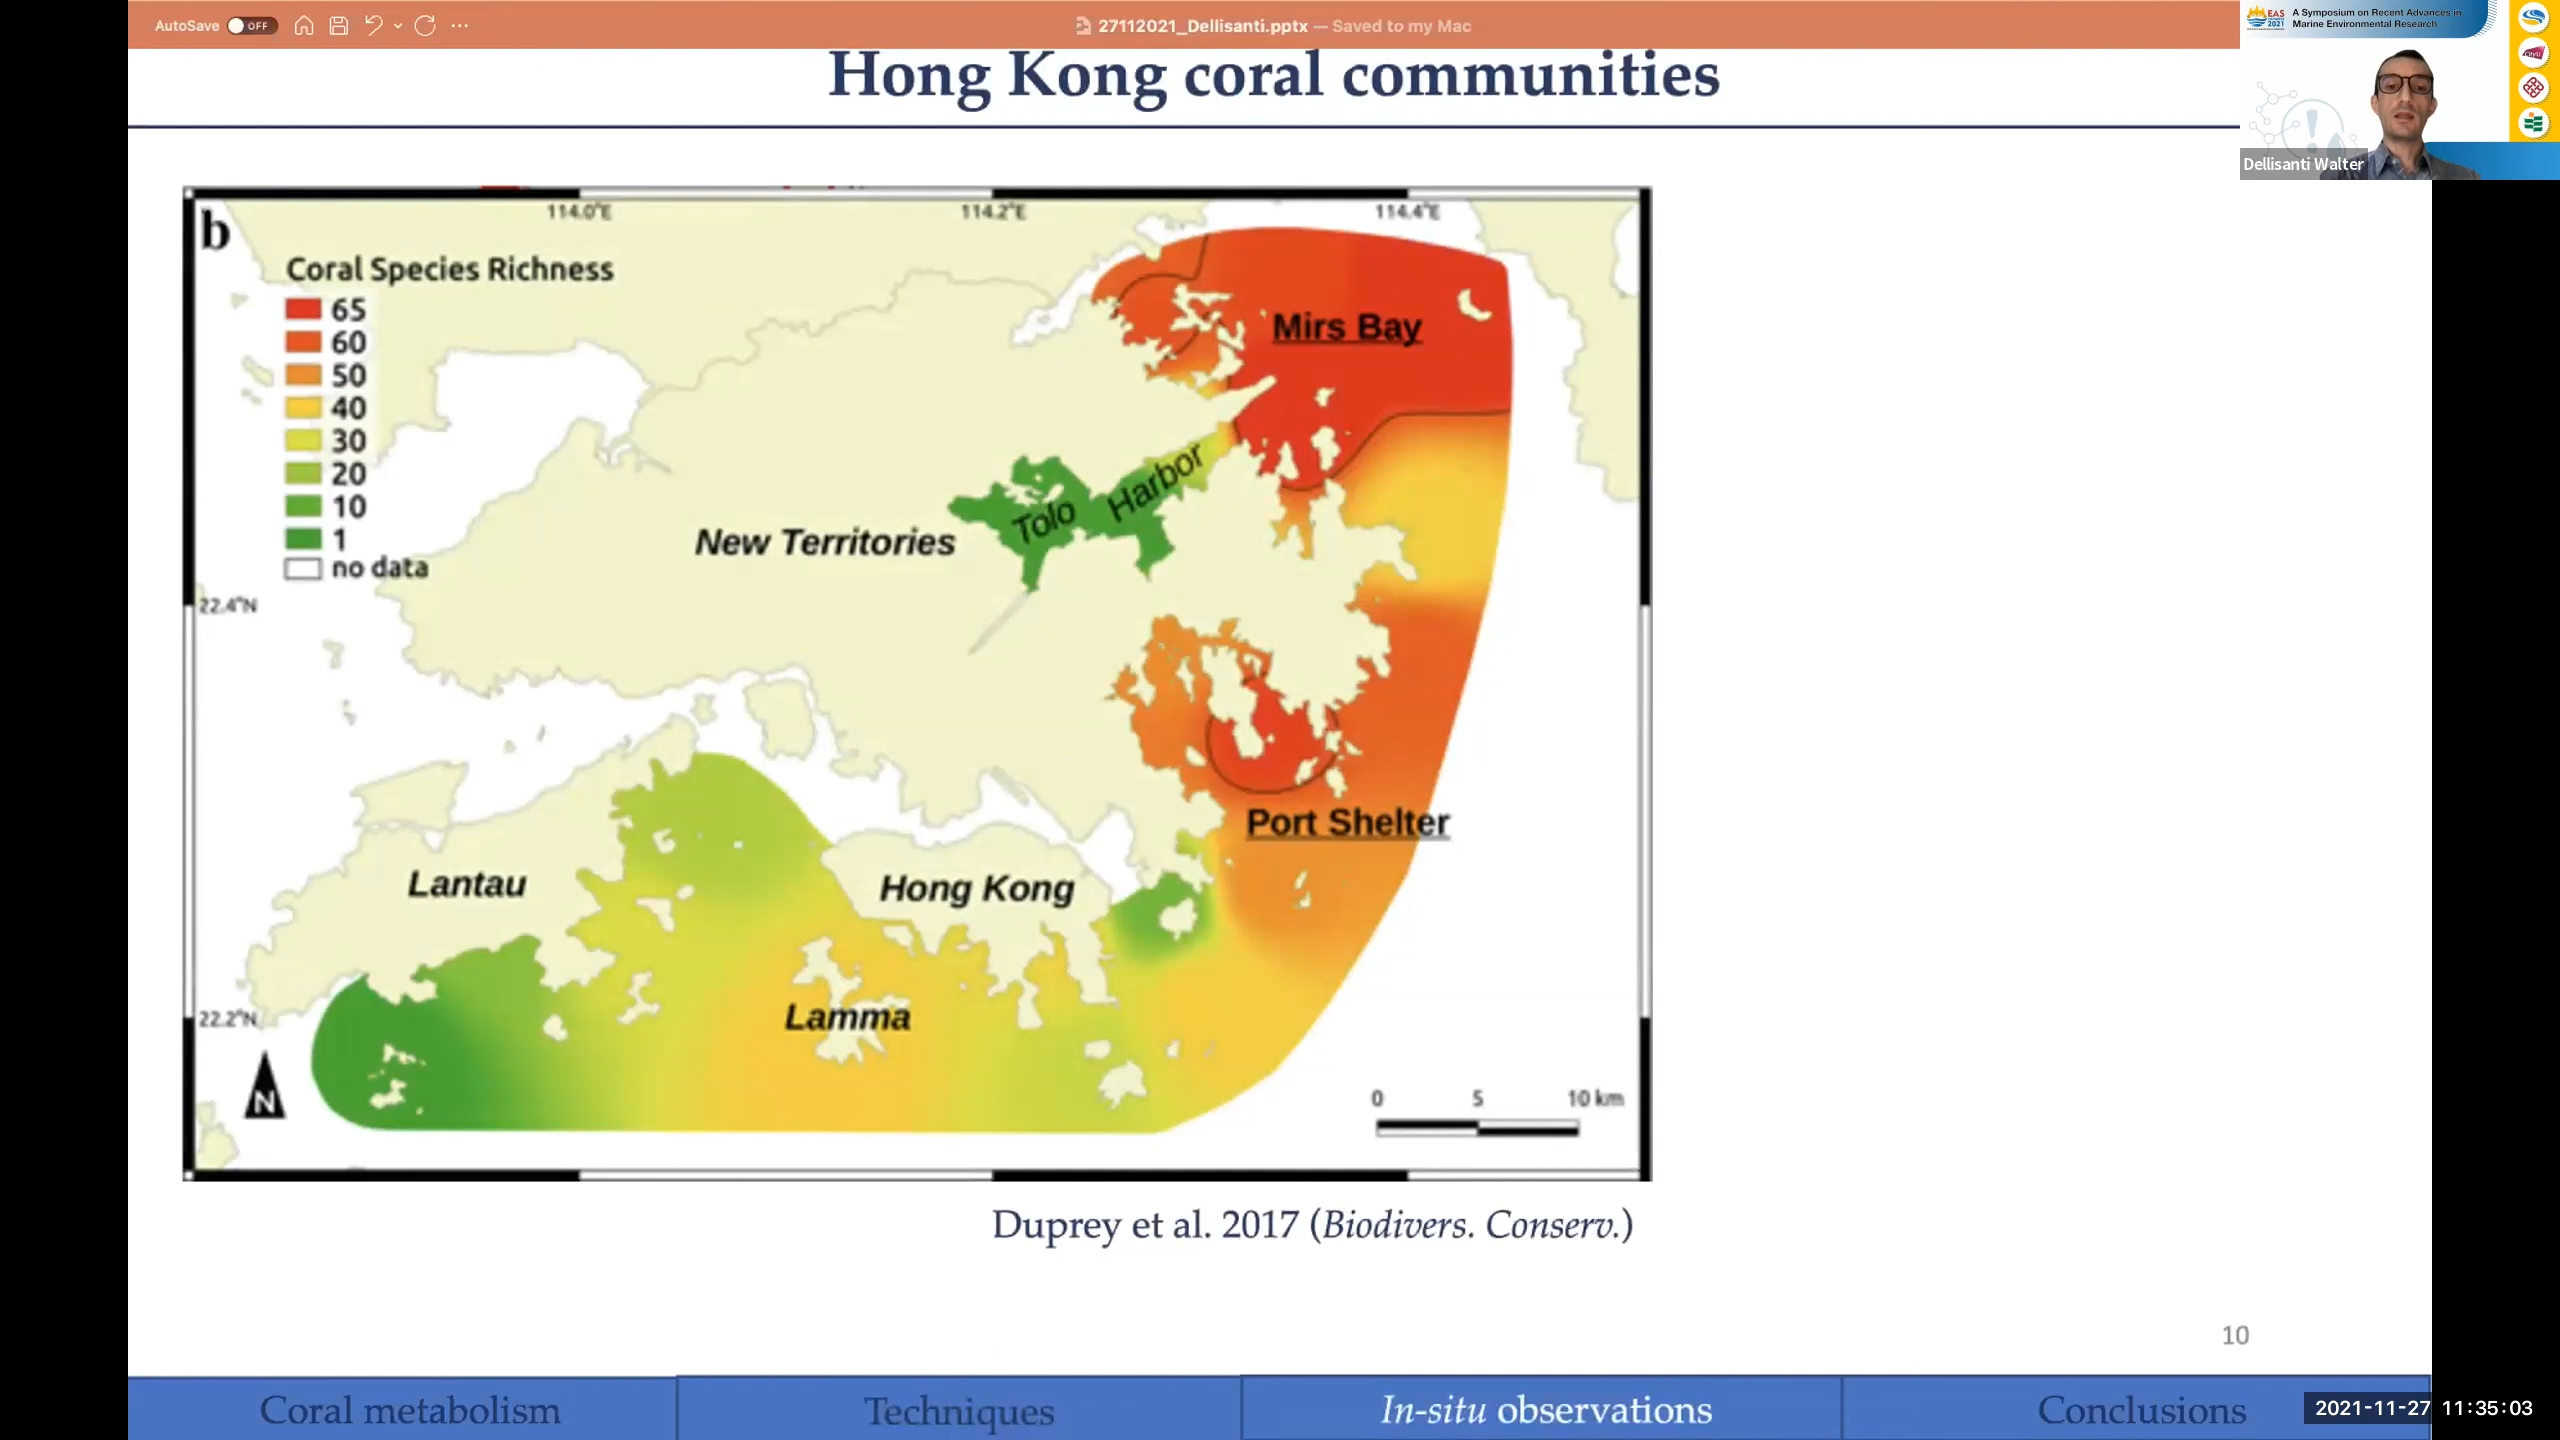 AutoSave OFF
27112021_Dellisanti.pptx — Saved to my Mac
EAS 2021
A Symposium on Recent Advances in
Marine Environmental Research
Dellisanti Walter
Hong Kong coral communities
b
114.0°E
114.2°E
114.4°E
Coral Species Richness
65
60
50
40
30
20
10
1
no data
Mirs Bay
Tolo Harbor
New Territories
22.4°N
Port Shelter
Lantau
Hong Kong
Lamma
22.2°N
N
0 5 10 km
Duprey et al. 2017 (Biodivers. Conserv.)
10
Coral metabolism
Techniques
In-situ observations
Conclusions
2021-11-27 11:35:03